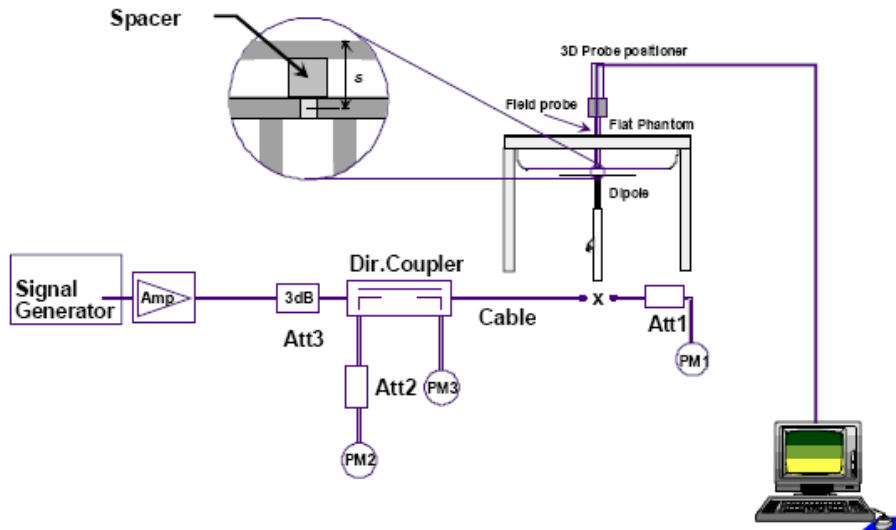 Spacer
s
3D Probe positioner
Field probe
Flat Phantom
Dipole
Dir.Coupler
Signal
Generator
Amp
3dB
Att3
Cable
x
Att1
PM1
Att2
PM3
PM2